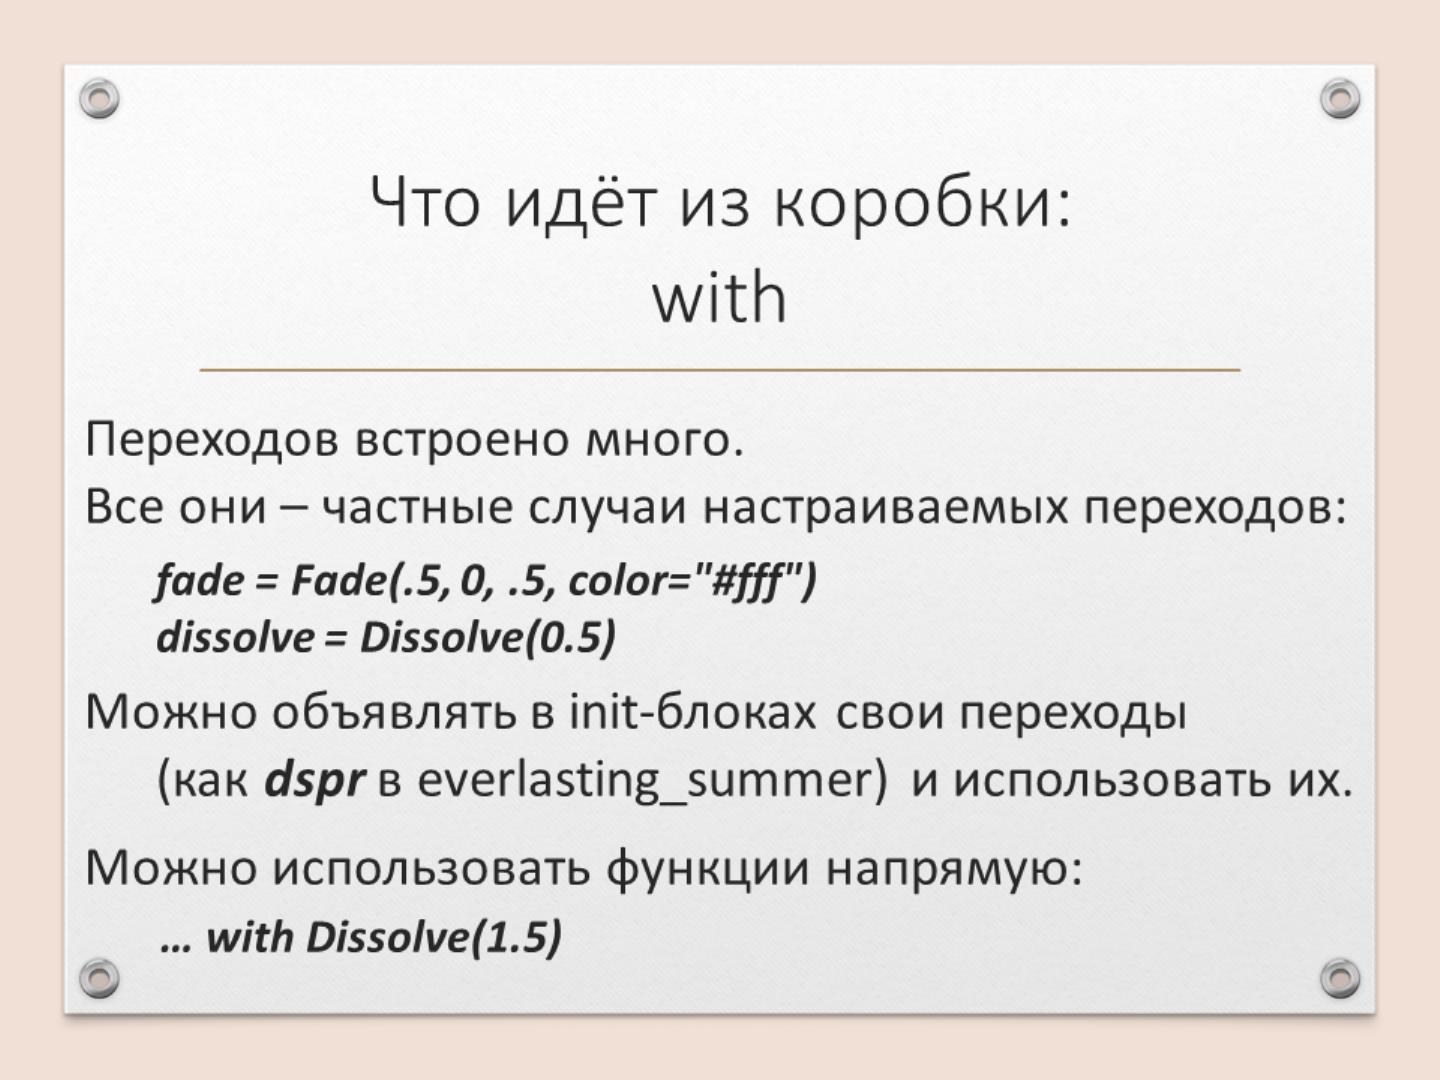 Что идёт из коробки:
with
Переходов встроено много.
Все они – частные случаи настраиваемых переходов:
fade = Fade(.5, 0, .5, color="#fff")
dissolve = Dissolve(0.5)
Можно объявлять в init-блоках свои переходы
(как dspr в everlasting_summer) и использовать их.
Можно использовать функции напрямую:
… with Dissolve(1.5)